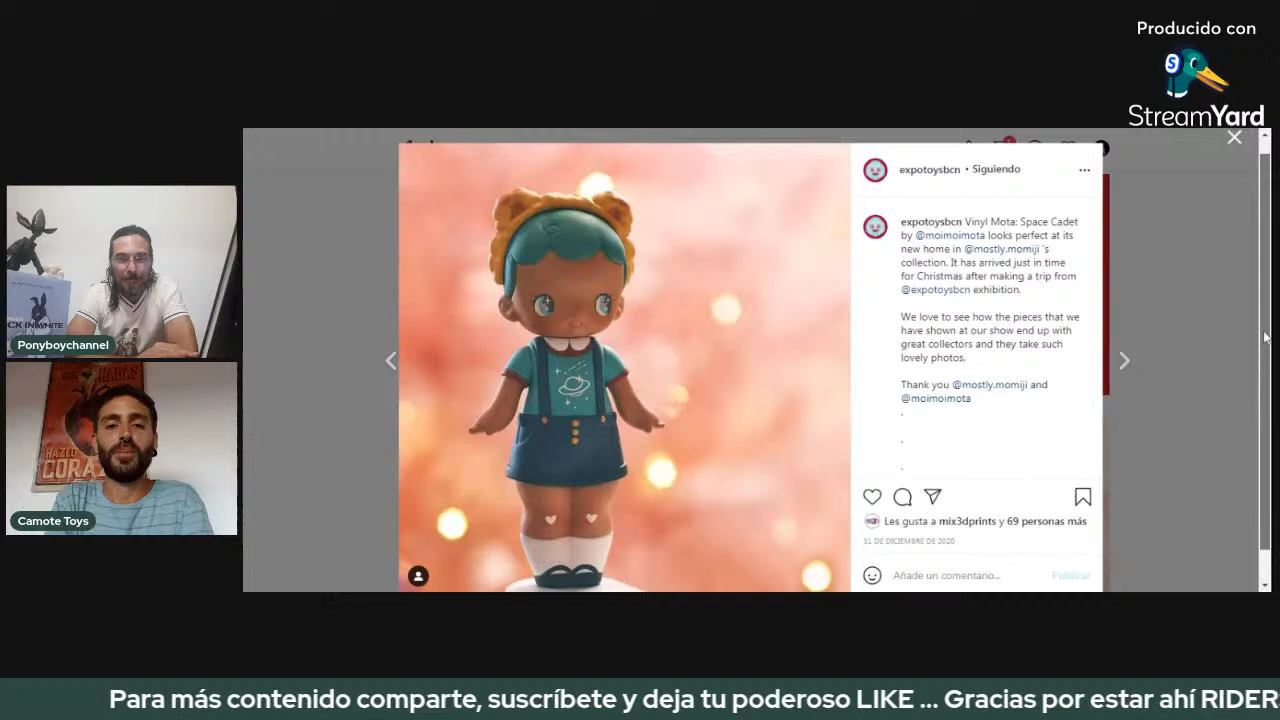 Producido con
StreamYard
expotoysbcn • Siguiendo
expotoysbcn Vinyl Mota: Space Cadet
by @moimoimota looks perfect at its
new home in @mostly.momiji 's
collection. It has arrived just in time
for Christmas after making a trip from
@expotoysbcn exhibition.
We love to see how the pieces that we
have shown at our show end up with
great collectors and they take such
lovely photos.
Thank you @mostly.momiji and
@moimoimota
.
.
.
Les gusta a mix3dprints y 69 personas más
31 DE DICIEMBRE DE 2020
Añade un comentario...
Publicar
CK IN WHITE
Ponyboychannel
HAZLO
CORAZ
Camote Toys
Para más contenido comparte, suscríbete y deja tu poderoso LIKE ... Gracias por estar ahí RIDER